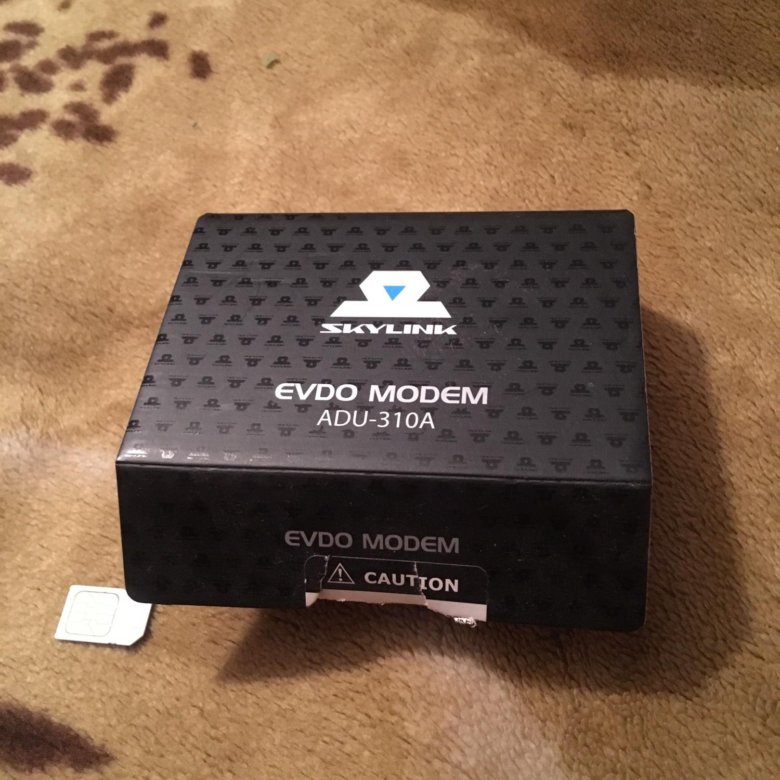 SKYLINK
EVDO MODEM
ADU-310A
EVDO MODEM
CAUTION